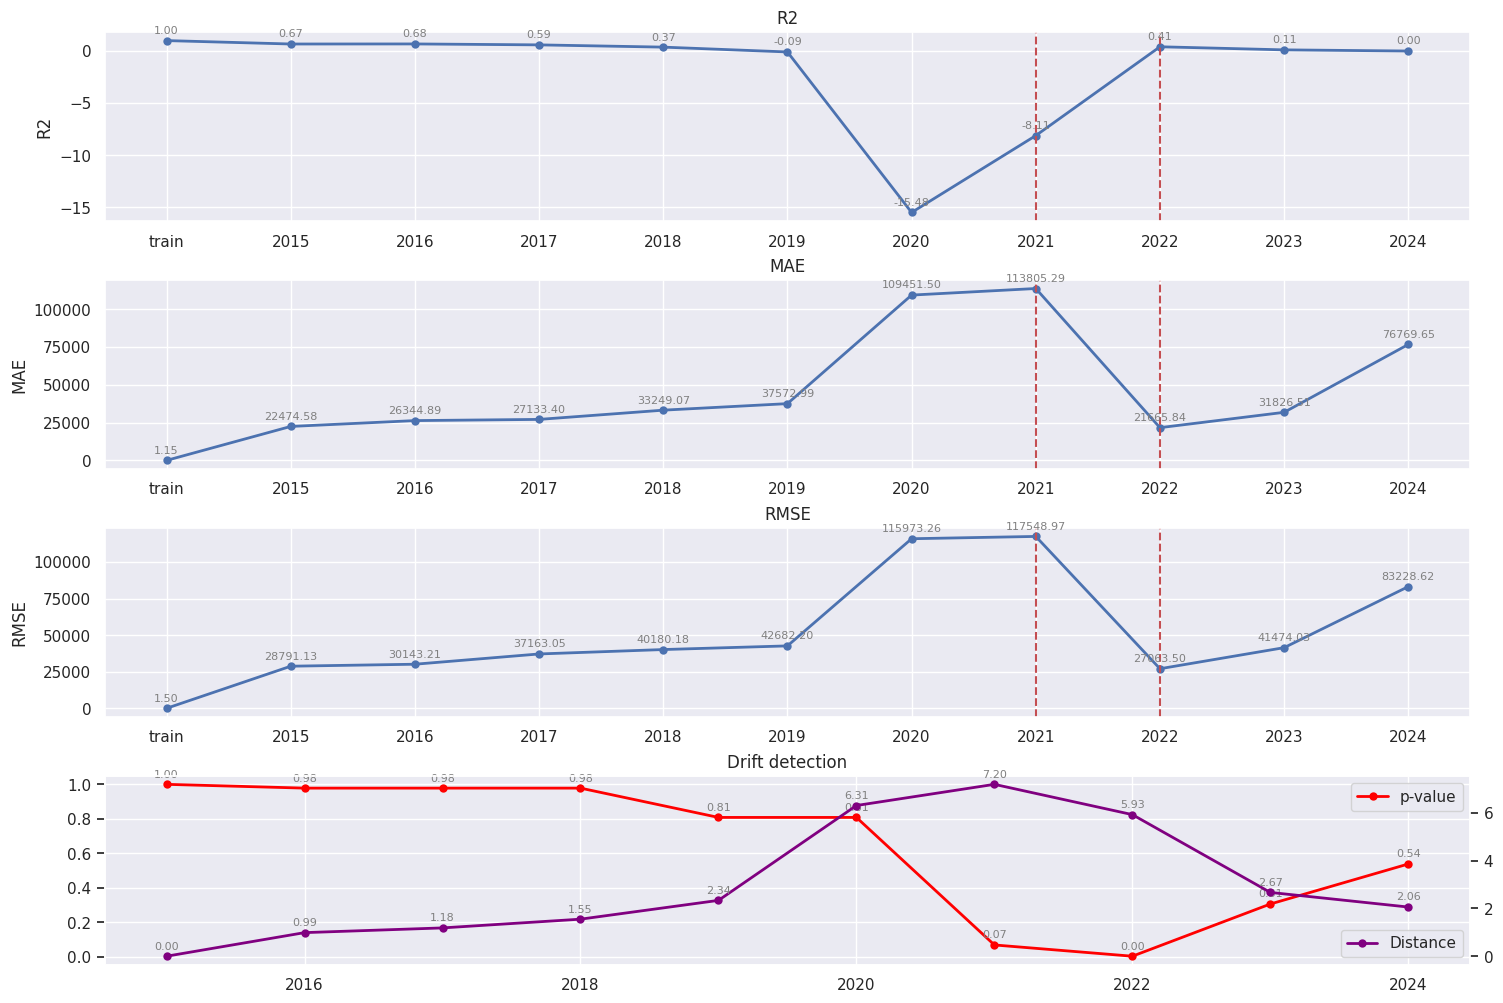 R2
1.00 0.67 0.68 0.59 0.37 -0.09 -15.48 -8.11 0.41 0.11 0.00
0
−5
−10
−15
R2
train 2015 2016 2017 2018 2019 2020 2021 2022 2023 2024
MAE
1.15 22474.58 26344.89 27133.40 33249.07 37572.99 109451.50 113805.29 21665.84 31826.51 76769.65
100000
75000
50000
25000
0
MAE
train 2015 2016 2017 2018 2019 2020 2021 2022 2023 2024
RMSE
1.50 28791.13 30143.21 37163.05 40180.18 42682.20 115973.26 117548.97 41474.03 83228.62
100000
75000
50000
25000
0
RMSE
train 2015 2016 2017 2018 2019 2020 2021 2022 2023 2024
Drift detection
1.00 0.98 0.98 0.98 0.81 0.07 0.00 0.54
0.00 0.99 1.18 1.55 2.34 6.31 7.20 5.93 2.67 2.06
1.0
0.8
0.6
0.4
0.2
0.0
p-value
Distance
6
4
2
0
2016 2018 2020 2022 2024